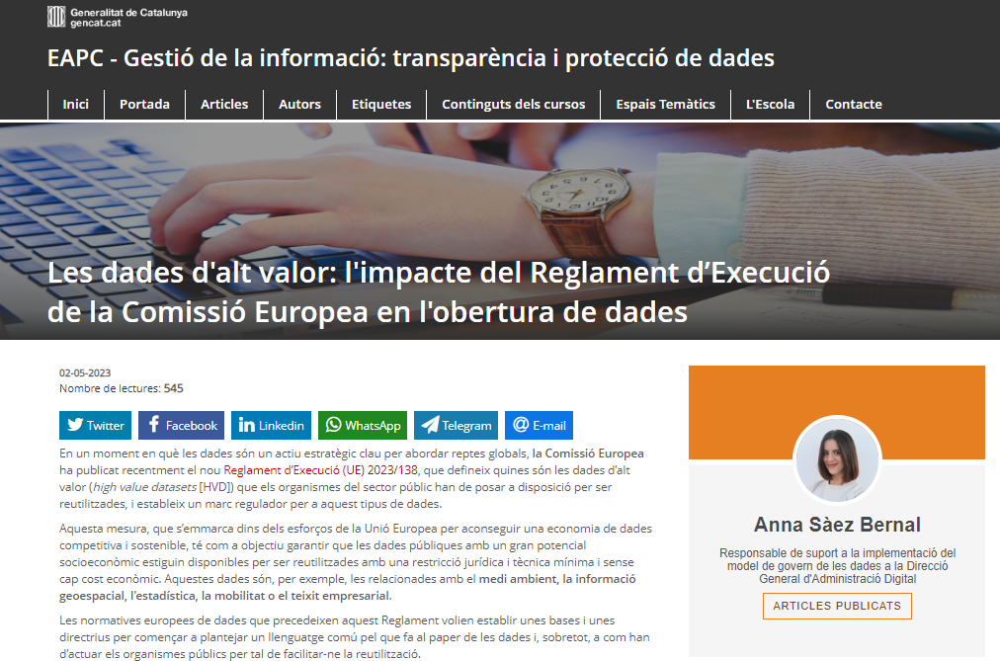 Generalitat de Catalunya
gencat.cat
EAPC - Gestió de la informació: transparència i protecció de dades
Inici Portada Articles Autors Etiquetes Continguts dels cursos Espais Temàtics L'Escola Contacte
Les dades d'alt valor: l'impacte del Reglament d’Execució
de la Comissió Europea en l'obertura de dades
02-05-2023
Nombre de lectures: 545
Twitter Facebook Linkedin WhatsApp Telegram E-mail
En un moment en què les dades són un actiu estratègic clau per abordar reptes globals, la Comissió Europea
ha publicat recentment el nou Reglament d’Execució (UE) 2023/138, que defineix quines són les dades d’alt
valor (high value datasets [HVD]) que els organismes del sector públic han de posar a disposició per ser
reutilitzades, i estableix un marc regulador per a aquest tipus de dades.
Aquesta mesura, que s’emmarca dins dels esforços de la Unió Europea per aconseguir una economia de dades
competitiva i sostenible, té com a objectiu garantir que les dades públiques amb un gran potencial
socioeconòmic estiguin disponibles per ser reutilitzades amb una restricció jurídica i tècnica mínima i sense
cap cost econòmic. Aquestes dades són, per exemple, les relacionades amb el medi ambient, la informació
geoespacial, l'estadística, la mobilitat o el teixit empresarial.
Les normatives europees de dades que precedeixen aquest Reglament volien establir unes bases i unes
directrius per començar a plantejar un llenguatge comú pel que fa al paper de les dades i, sobretot, a com han
d’actuar els organismes públics per tal de facilitar-ne la reutilització.
Anna Sàez Bernal
Responsable de suport a la implementació del
model de govern de les dades a la Direcció
General d'Administració Digital
ARTICLES PUBLICATS